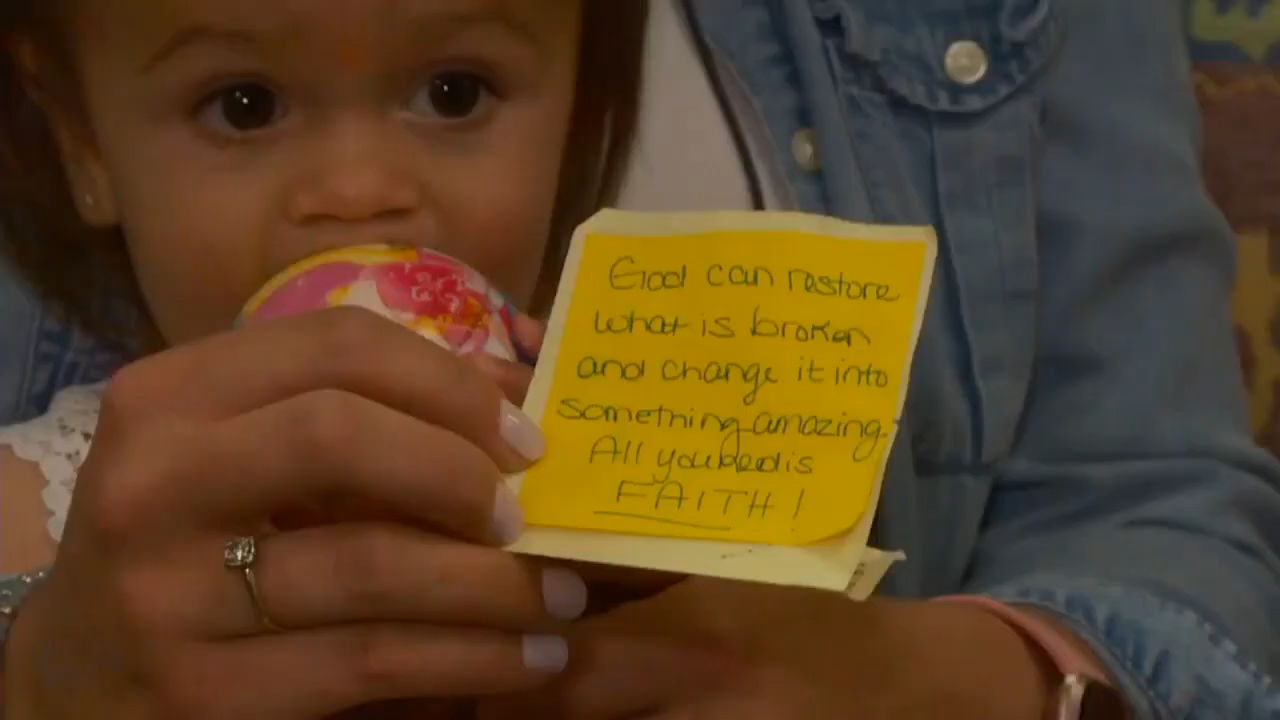 God can restore
what is broken
and change it into
something amazing.
All you need is
FAITH!